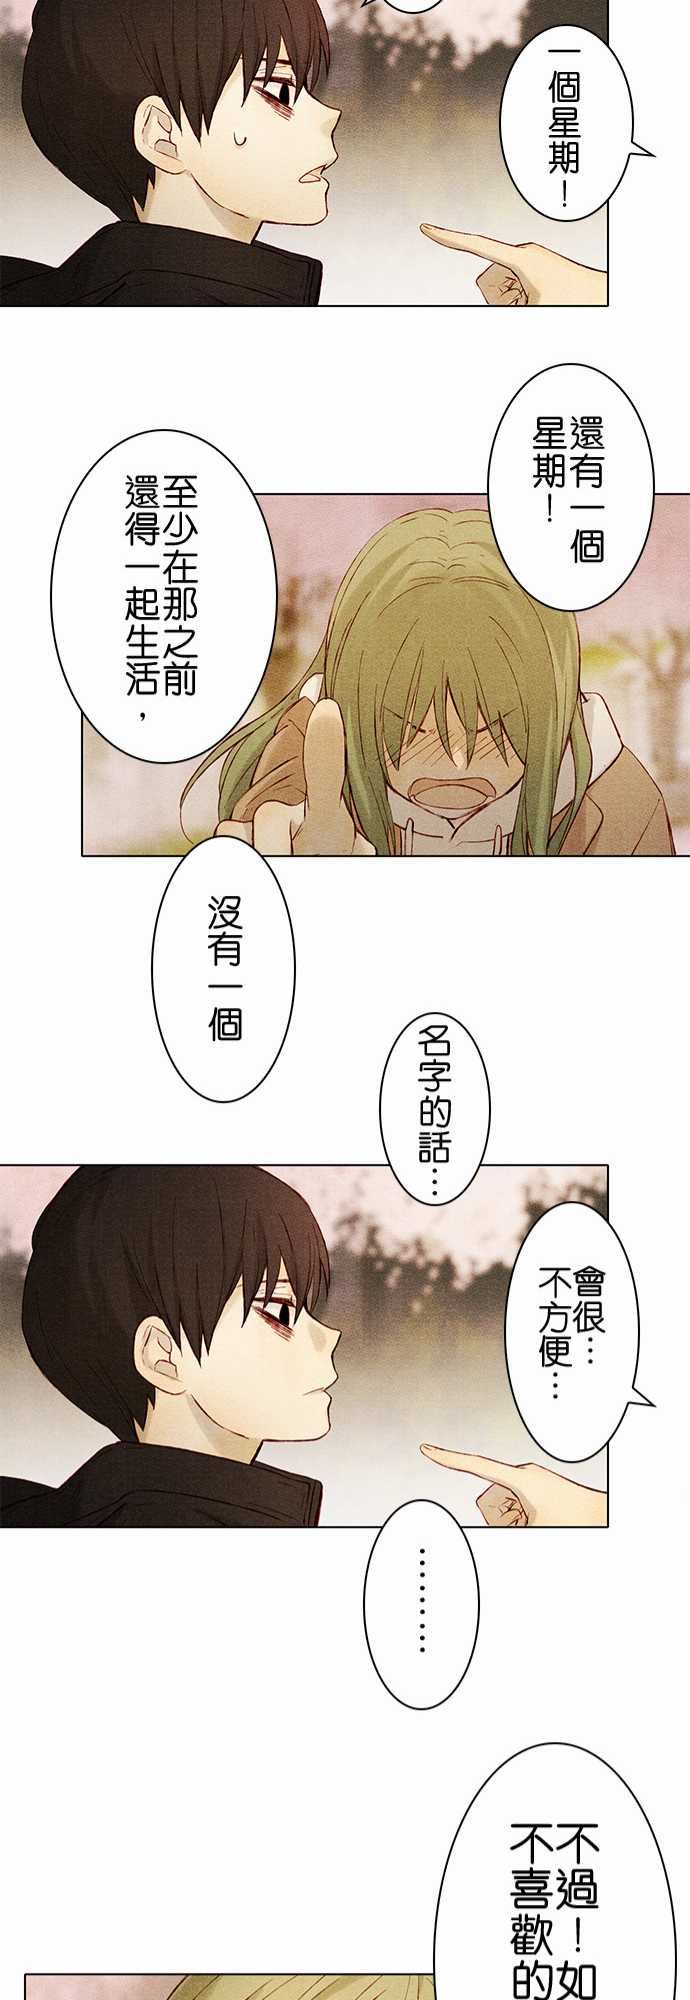 一個星期！
還有一個
星期！
至少在那之前
還得一起生活，
沒有一個
名字的話…
會很…
不方便…
………
不過！如
不喜歡的